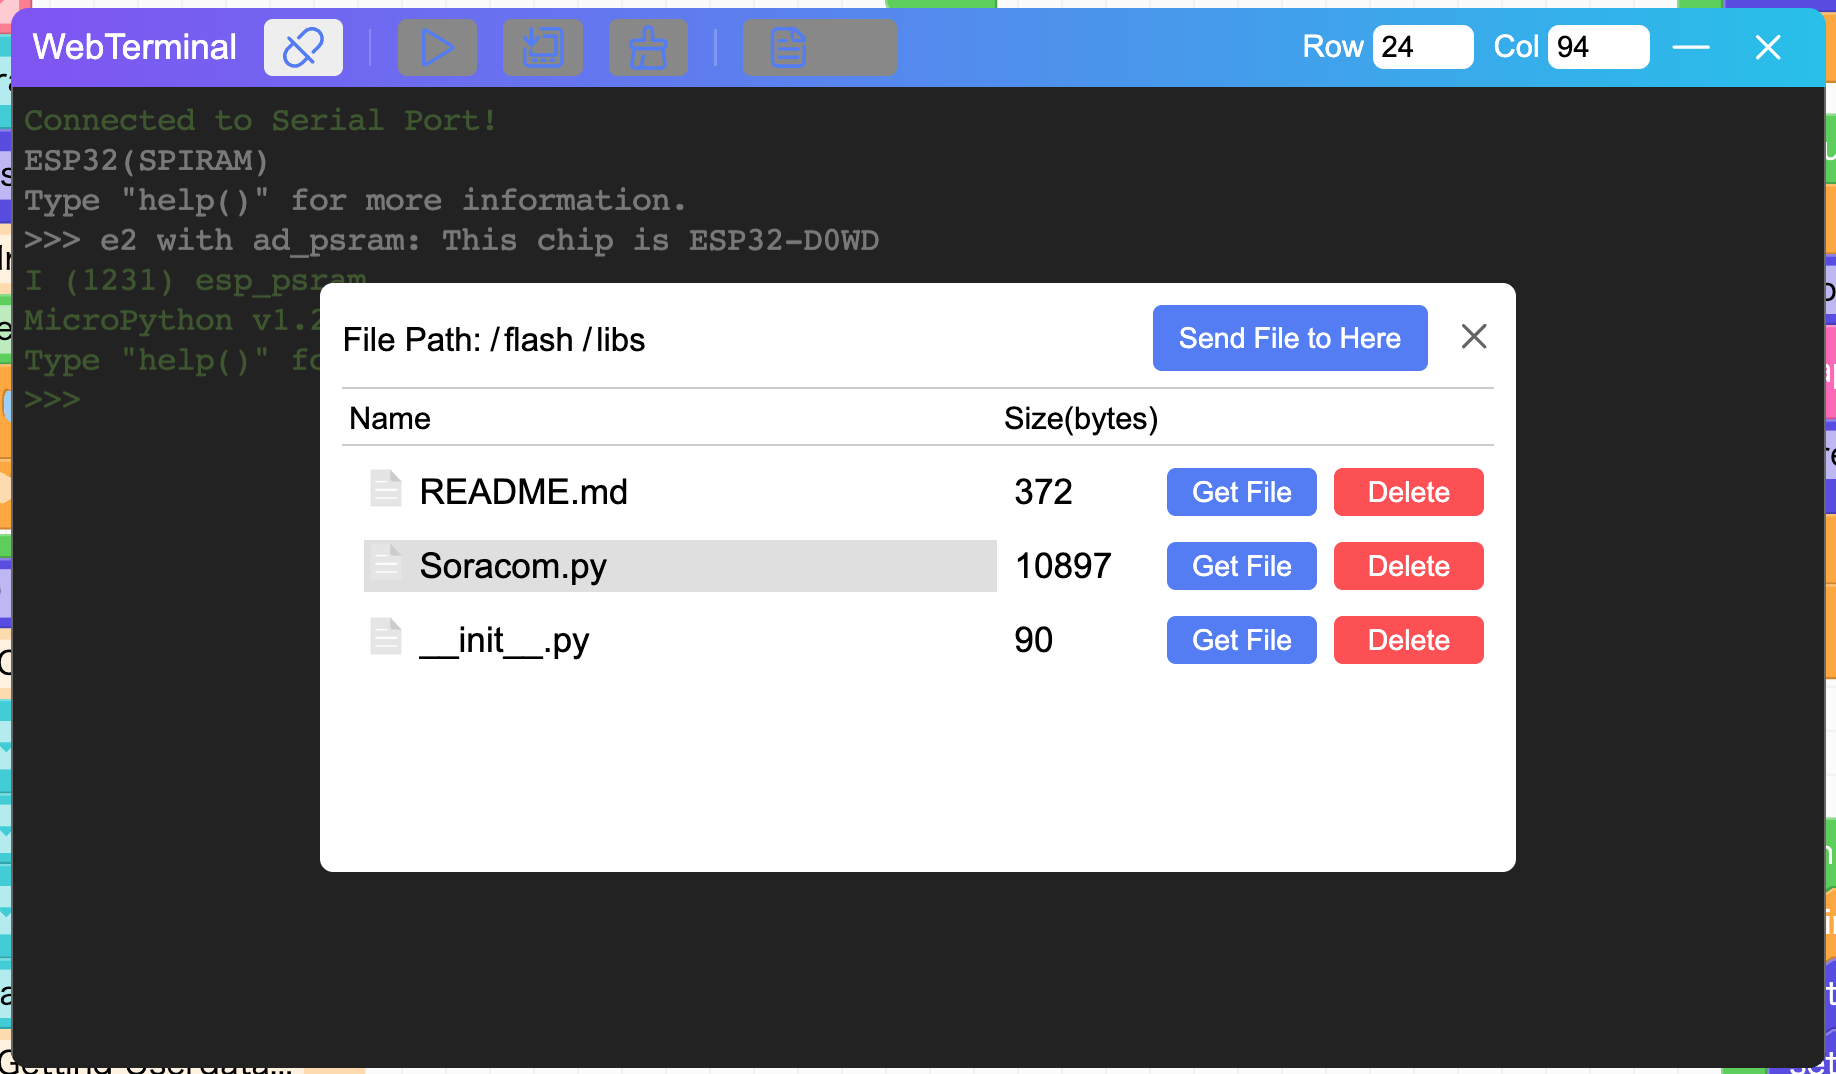 WebTerminal
Row 24 Col 94
Connected to Serial Port!
ESP32(SPIRAM)
Type "help()" for more information.
>>> e2 with ad_psram: This chip is ESP32-D0WD
I (1231) esp_psram
MicroPython v1.2
Type "help()" fo
>>>
File Path: /flash /libs
Send File to Here
Name Size(bytes)
README.md 372 Get File Delete
Soracom.py 10897 Get File Delete
__init__.py 90 Get File Delete
Getting Userdata...